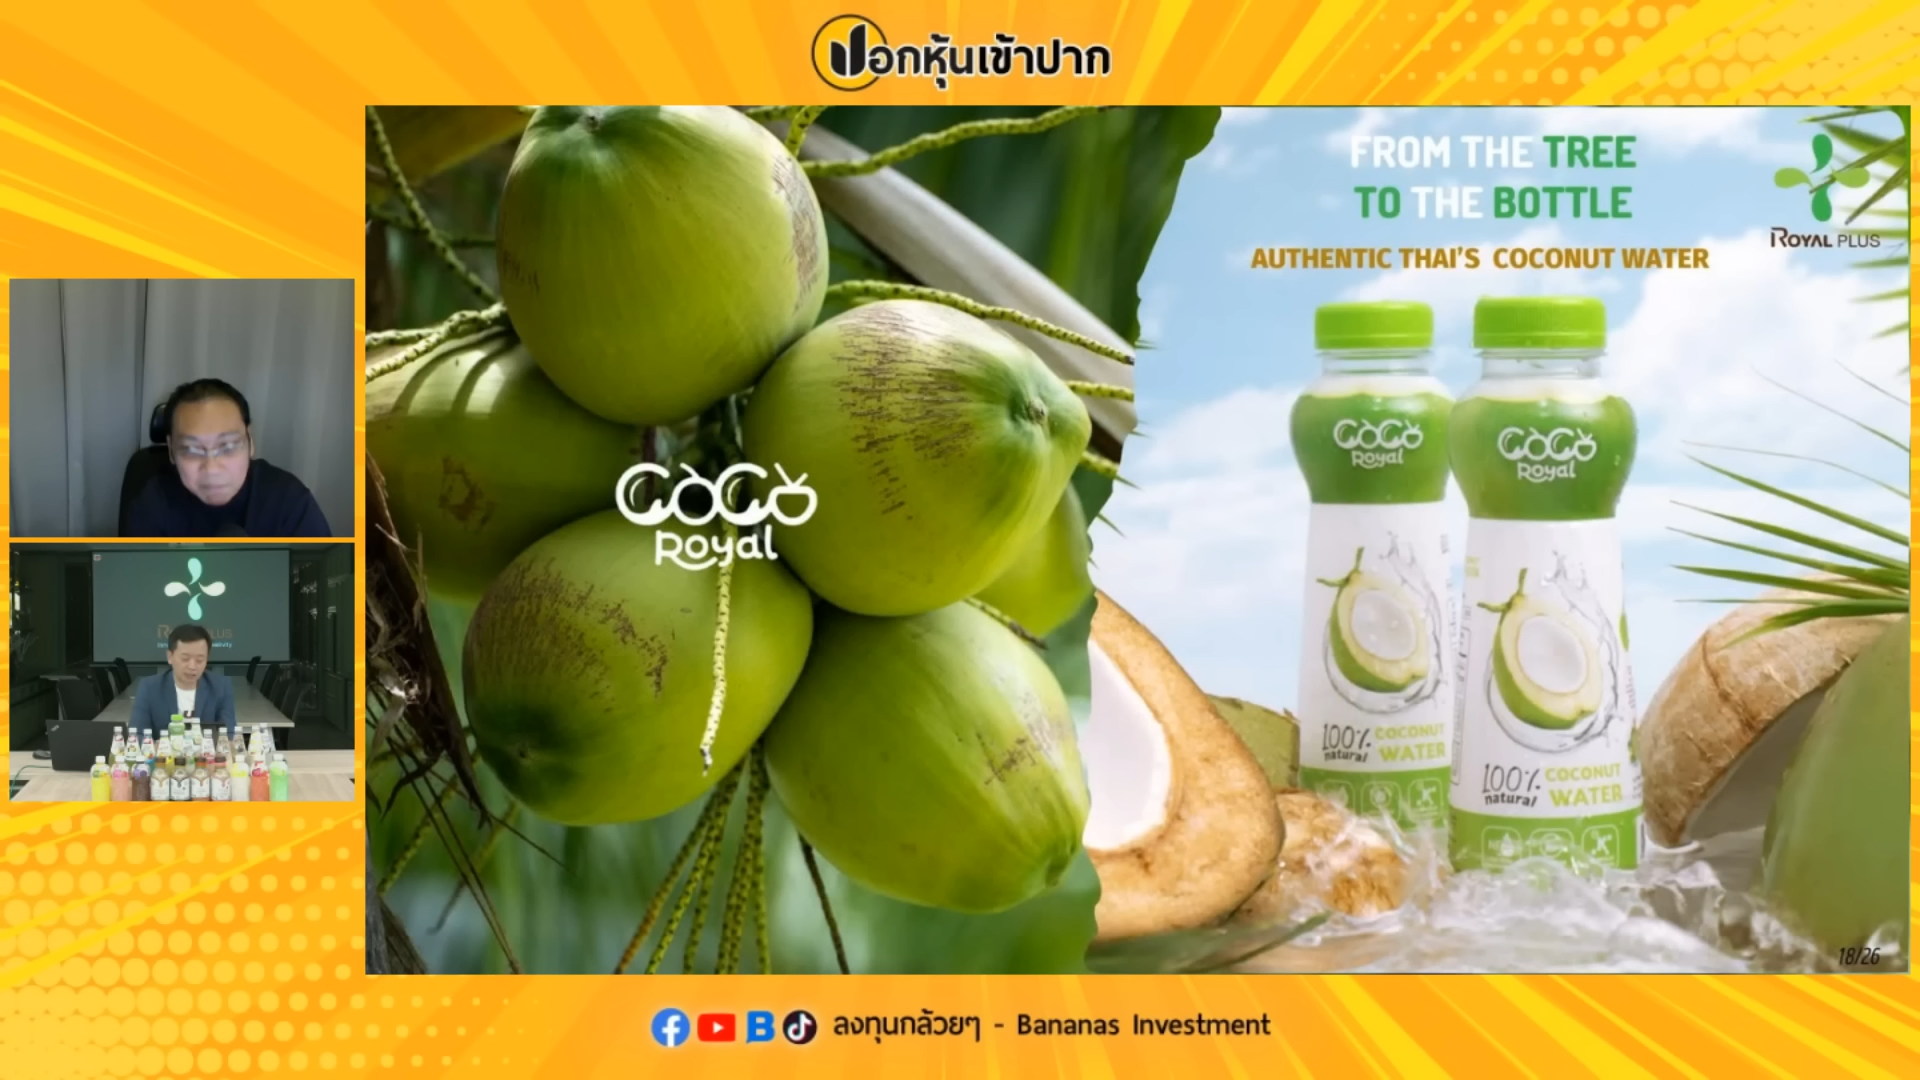 ปอกหุ้นเข้าปาก
FROM THE TREE
TO THE BOTTLE
AUTHENTIC THAI'S COCONUT WATER
ROYAL PLUS
CoCo
Royal
CoCo
Royal
CoCo
Royal
100%
natural
COCONUT
WATER
100%
natural
COCONUT
WATER
18/26
ลงทุนกล้วยๆ - Bananas Investment